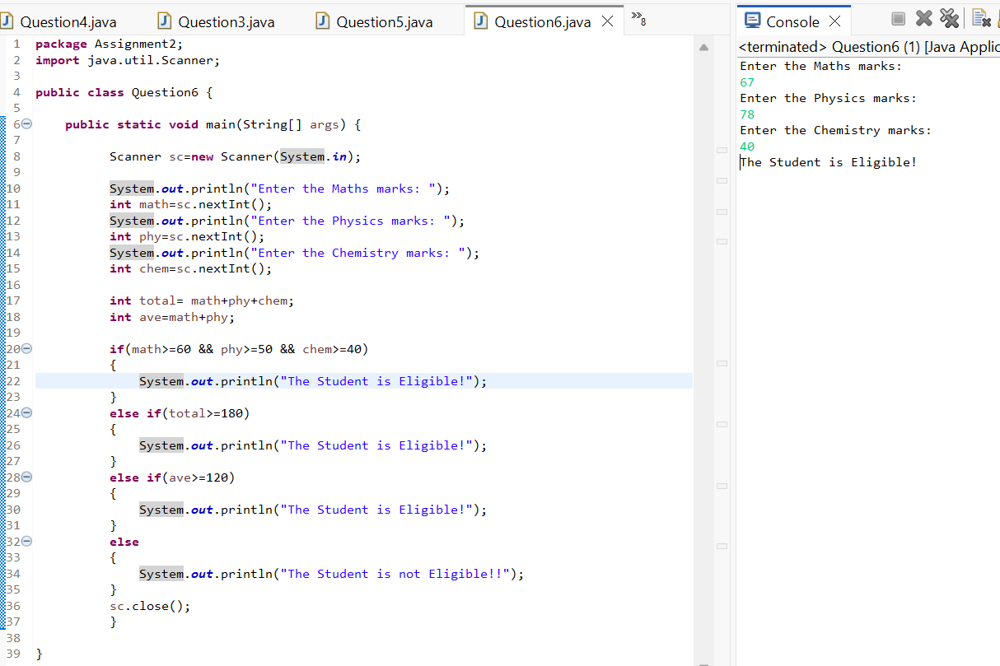 Question4.java Question3.java Question5.java Question6.java »8
1 package Assignment2;
2 import java.util.Scanner;
3
4 public class Question6 {
5
6 public static void main(String[] args) {
7
8 Scanner sc=new Scanner(System.in);
9
10 System.out.println("Enter the Maths marks: ");
11 int math=sc.nextInt();
12 System.out.println("Enter the Physics marks: ");
13 int phy=sc.nextInt();
14 System.out.println("Enter the Chemistry marks: ");
15 int chem=sc.nextInt();
16
17 int total= math+phy+chem;
18 int ave=math+phy;
19
20 if(math>=60 && phy>=50 && chem>=40)
21 {
22 System.out.println("The Student is Eligible!");
23 }
24 else if(total>=180)
25 {
26 System.out.println("The Student is Eligible!");
27 }
28 else if(ave>=120)
29 {
30 System.out.println("The Student is Eligible!");
31 }
32 else
33 {
34 System.out.println("The Student is not Eligible!!");
35 }
36 sc.close();
37 }
38
39 }
Console
<terminated> Question6 (1) [Java Applic
Enter the Maths marks:
67
Enter the Physics marks:
78
Enter the Chemistry marks:
40
The Student is Eligible!